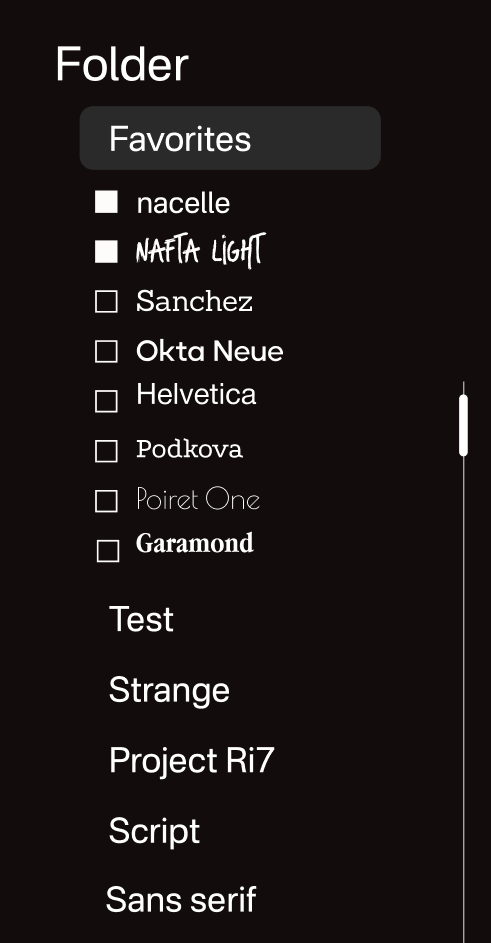 Folder
Favorites
nacelle
NAFTA LIGHT
Sanchez
Okta Neue
Helvetica
Podkova
Poiret One
Garamond
Test
Strange
Project Ri7
Script
Sans serif